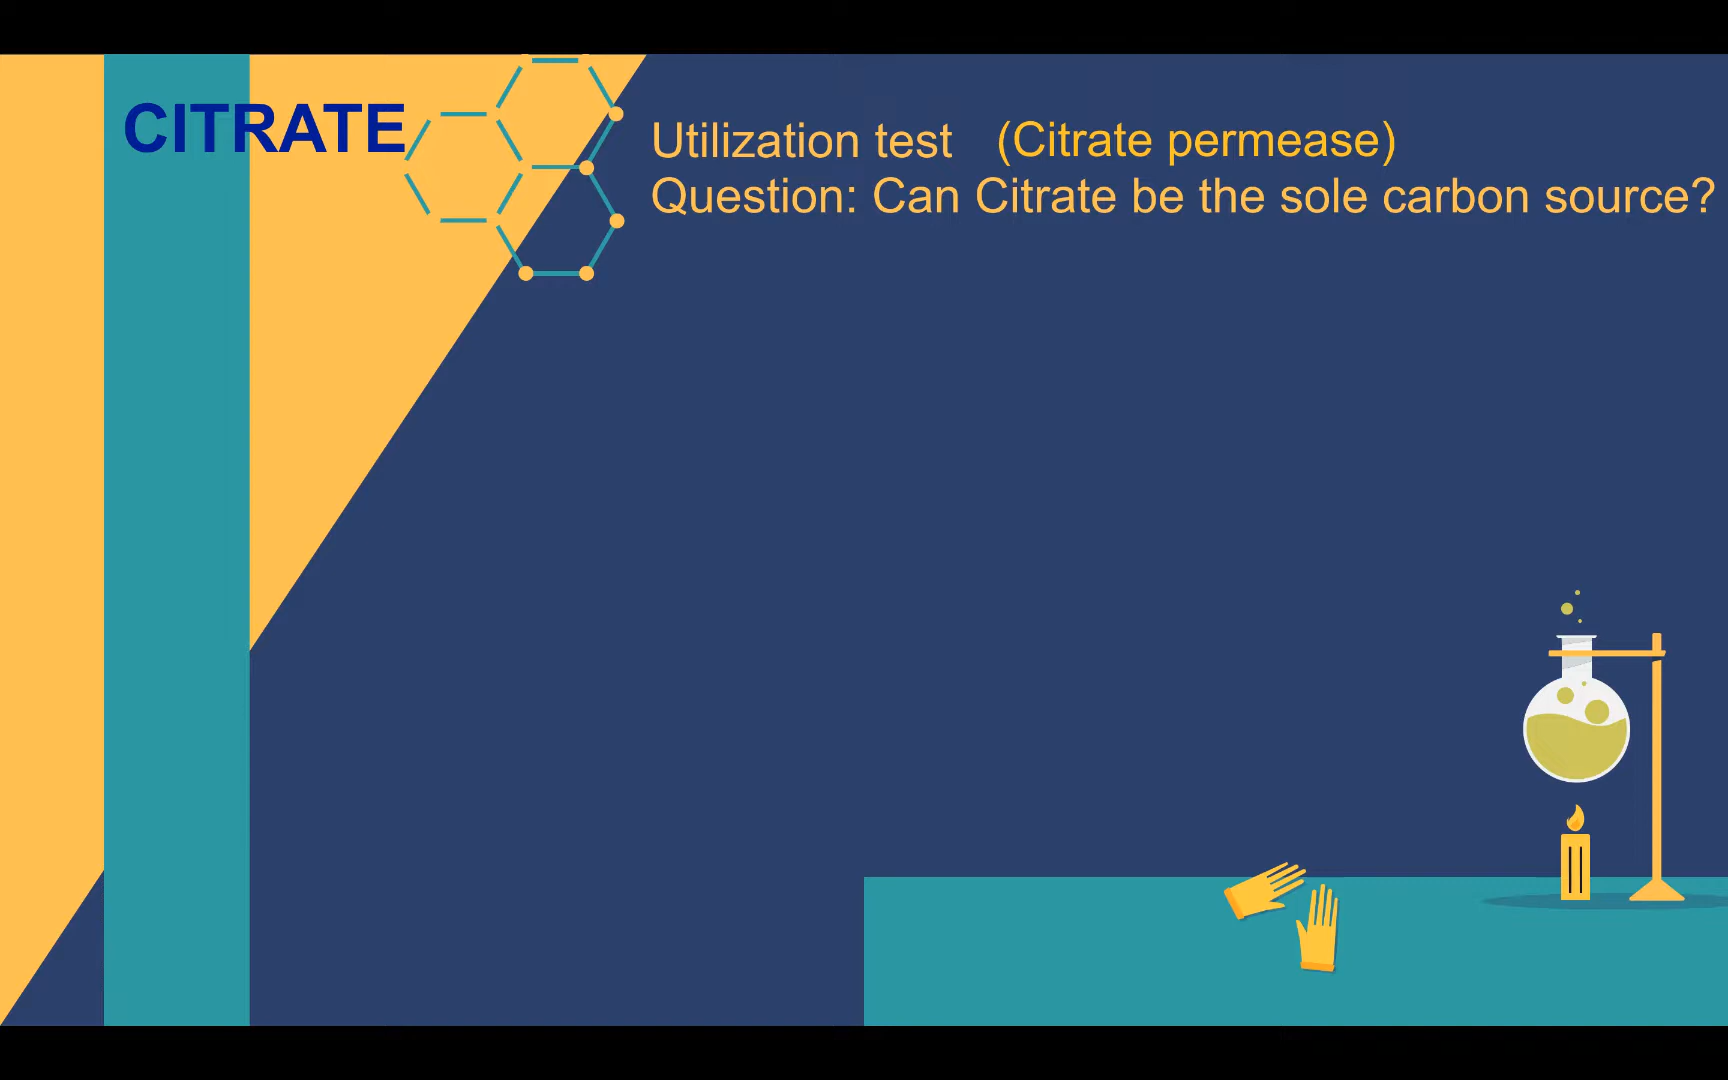 CITRATE
Utilization test (Citrate permease)
Question: Can Citrate be the sole carbon source?